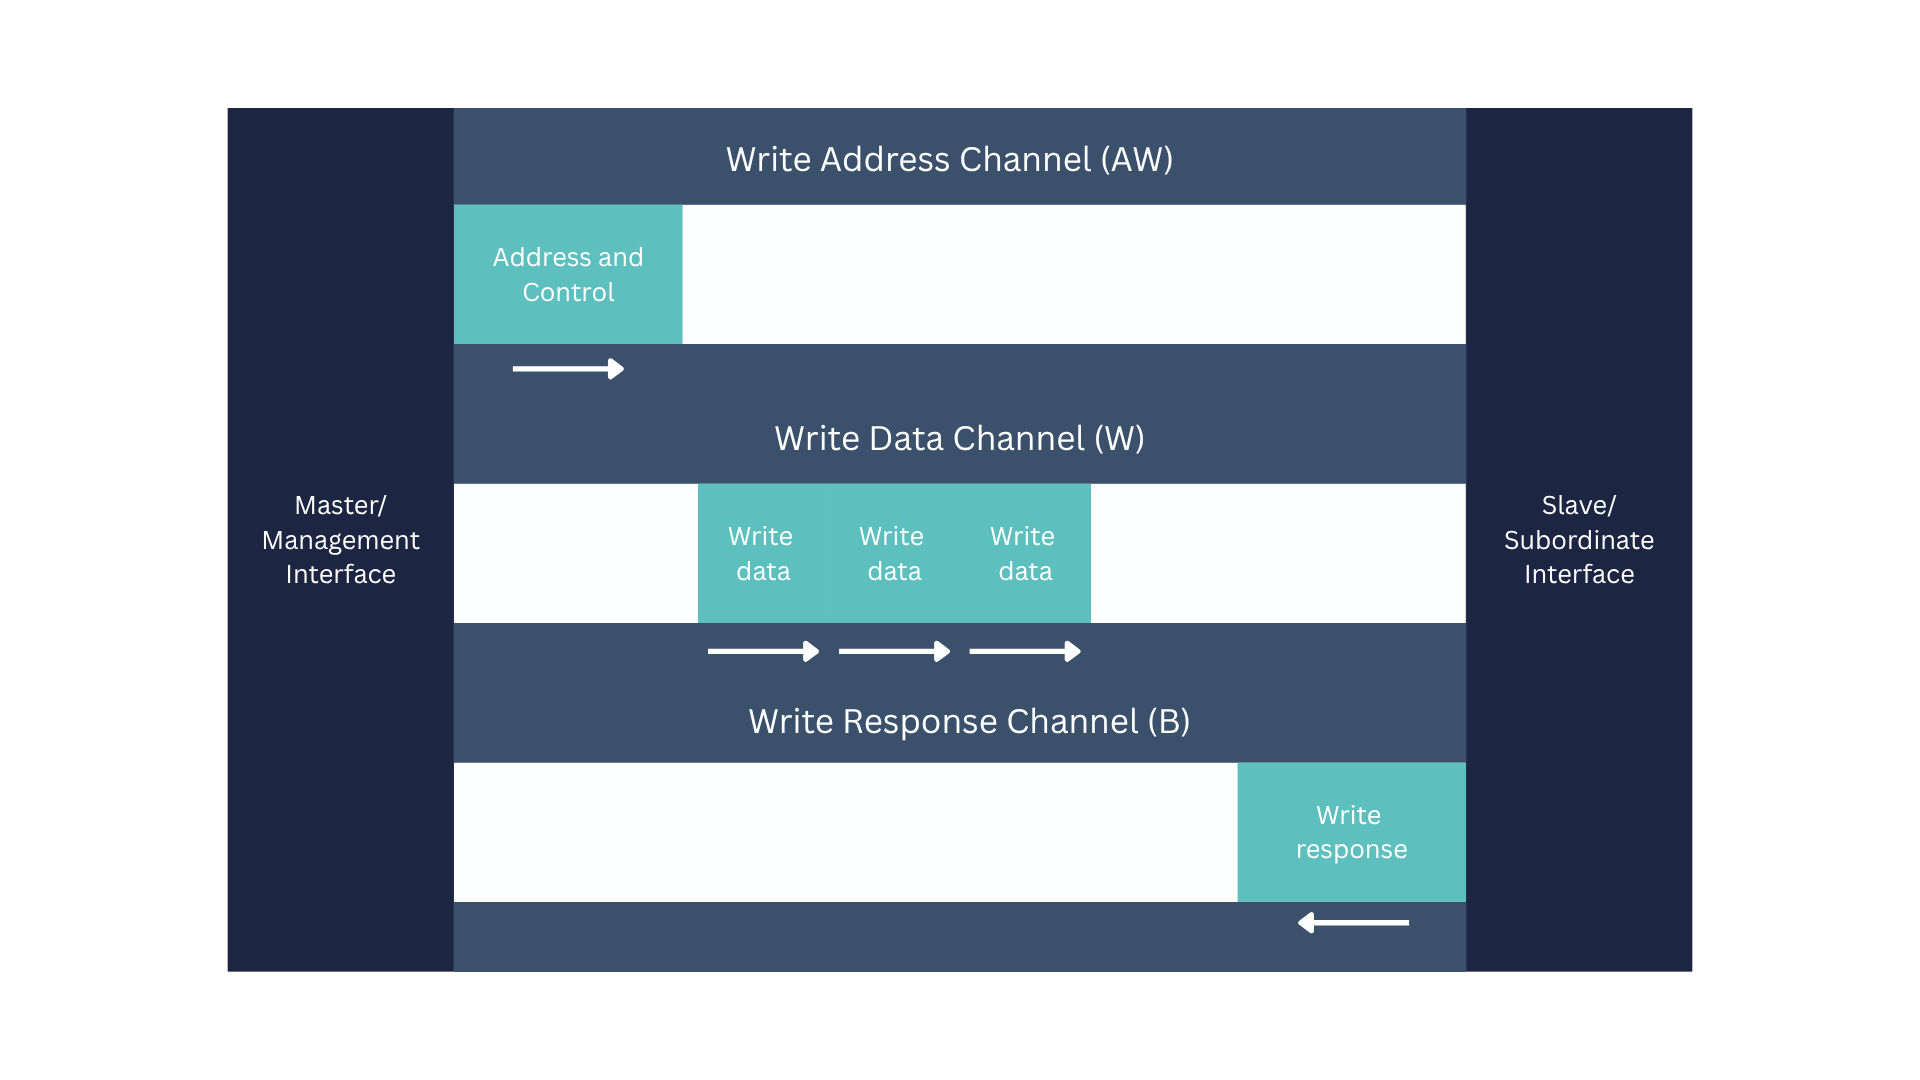 Write Address Channel (AW)
Address and
Control
Write Data Channel (W)
Master/
Management
Interface
Write
data
Write
data
Write
data
Slave/
Subordinate
Interface
Write Response Channel (B)
Write
response